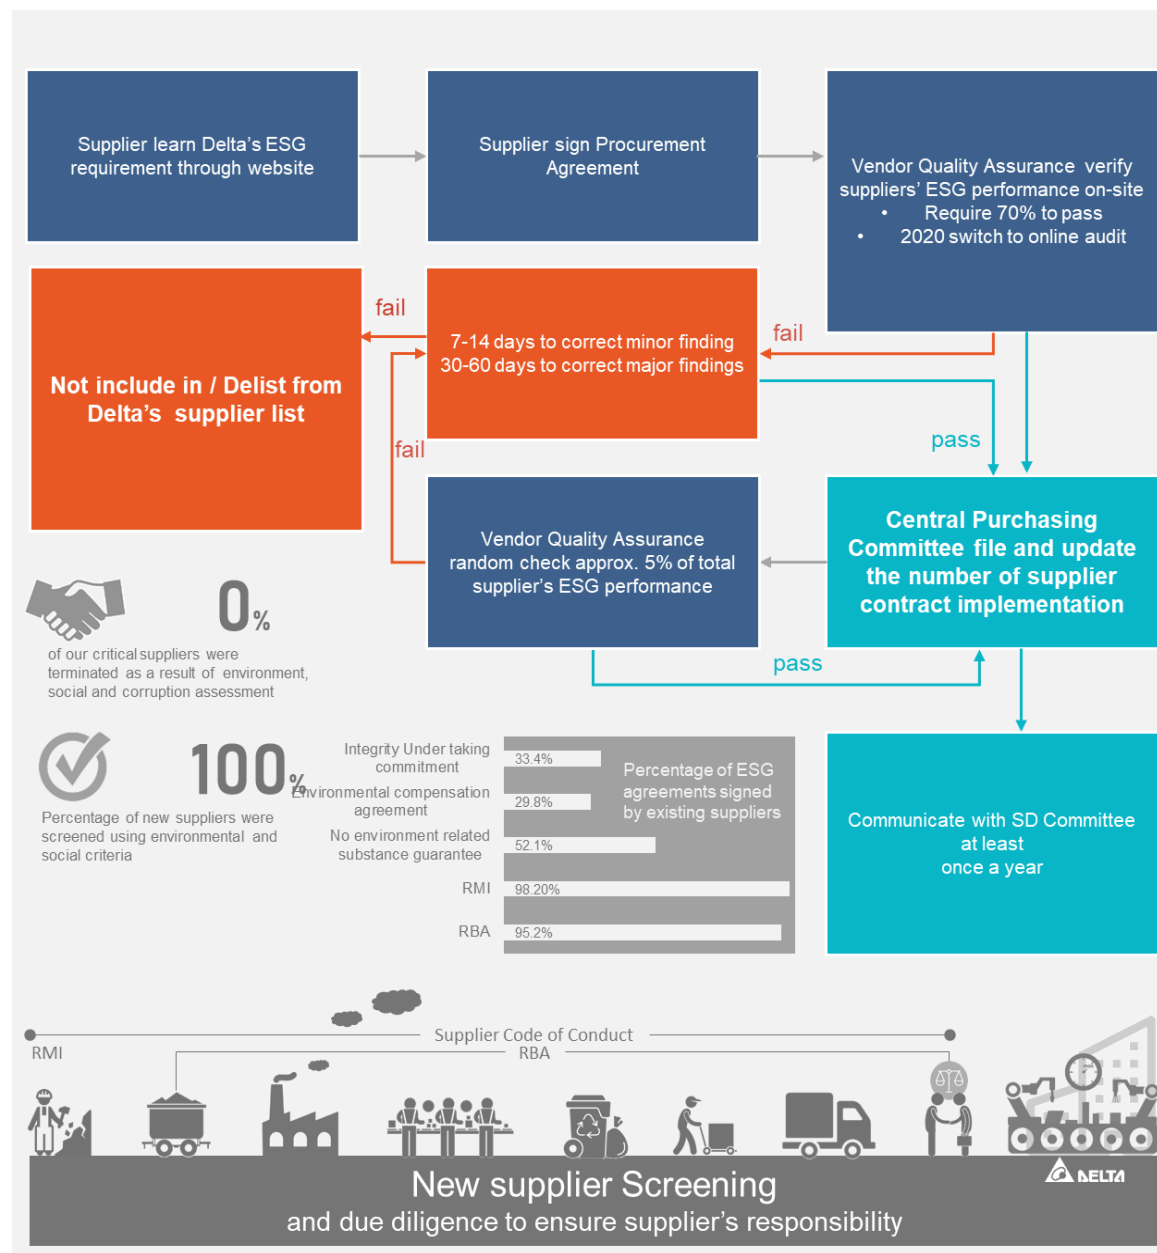 Supplier learn Delta's ESG
requirement through website
Supplier sign Procurement
Agreement
Vendor Quality Assurance verify
suppliers' ESG performance on-site
• Require 70% to pass
• 2020 switch to online audit
Not include in / Delist from
Delta's supplier list
fail
7-14 days to correct minor finding
30-60 days to correct major findings
fail
fail
pass
Vendor Quality Assurance
random check approx. 5% of total
supplier's ESG performance
Central Purchasing
Committee file and update
the number of supplier
contract implementation
pass
0%
of our critical suppliers were
terminated as a result of environment,
social and corruption assessment
100%
Percentage of new suppliers were
screened using environmental and
social criteria
Percentage of ESG
agreements signed
by existing suppliers
Integrity Under taking
commitment
33.4%
Environmental compensation
agreement
29.8%
No environment related
substance guarantee
52.1%
RMI
98.20%
RBA
95.2%
Communicate with SD Committee
at least
once a year
Supplier Code of Conduct
RMI
RBA
DELTA
New supplier Screening
and due diligence to ensure supplier's responsibility